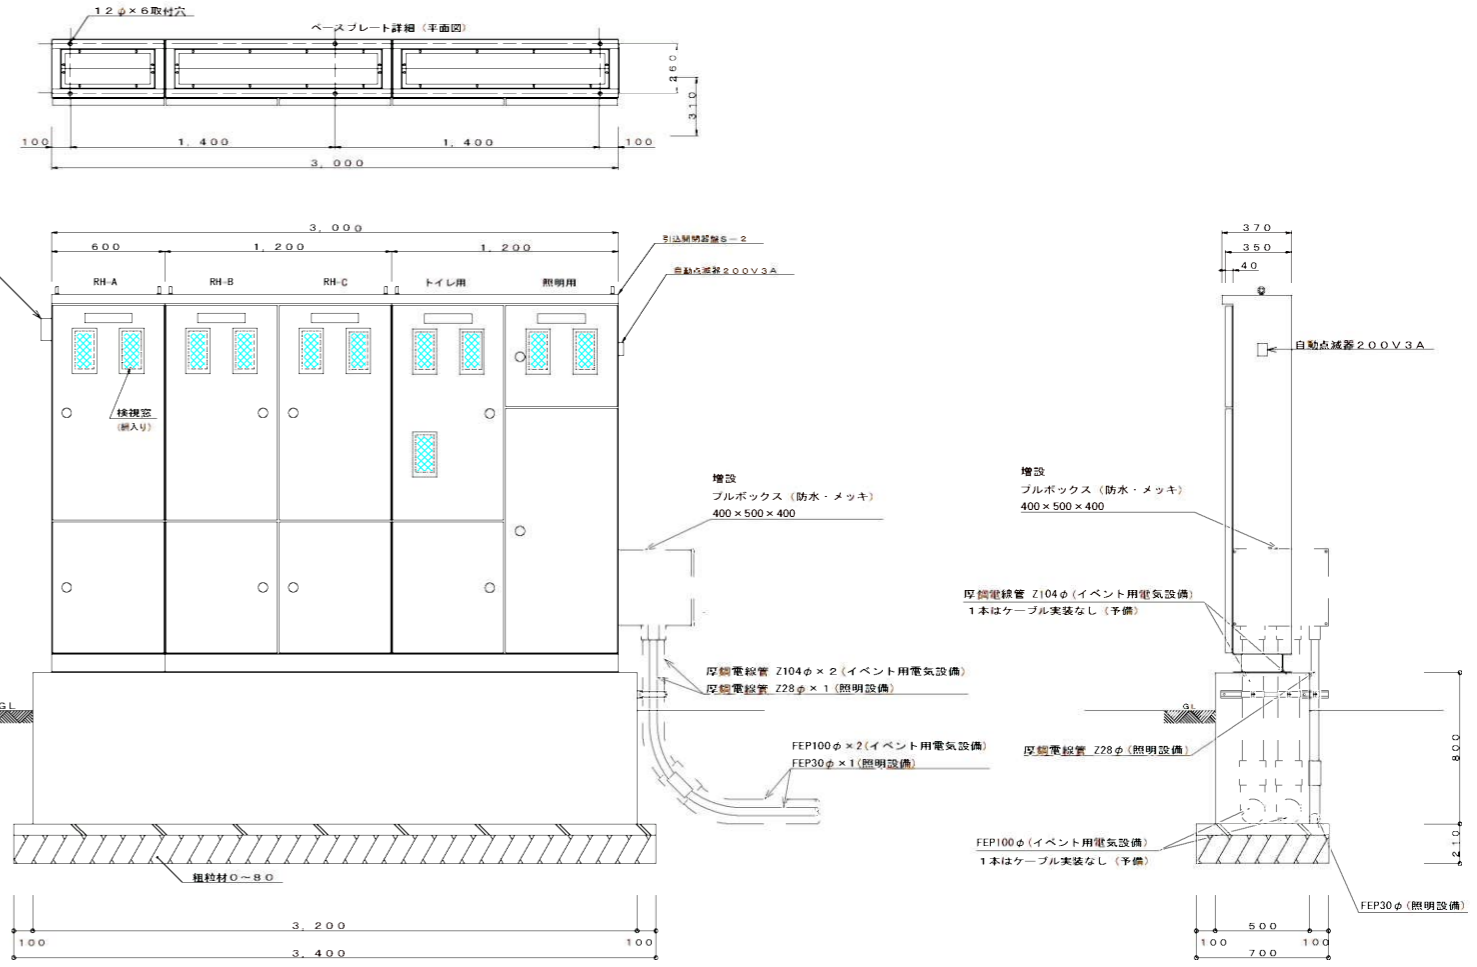 12φ×6取付穴
ベースプレート詳細（平面図）
260
310
100
1,400
1,400
100
3,000
3,000
600
1,200
1,200
引込開閉器盤S－2
自動点滅器200V3A
RH-A
RH-B
RH-C
トイレ用
照明用
検視窓
(網入り)
増設
プルボックス（防水・メッキ）
400×500×400
厚鋼電線管 Z104φ×2(イベント用電気設備)
厚鋼電線管 Z28φ×1(照明設備)
GL
FEP100φ×2(イベント用電気設備)
FEP30φ×1(照明設備)
粗粒材0～80
3,200
100
100
3,400
370
350
40
自動点滅器200V3A
増設
プルボックス（防水・メッキ）
400×500×400
厚鋼電線管 Z104φ(イベント用電気設備)
1本はケーブル実装なし（予備）
GL
厚鋼電線管 Z28φ(照明設備)
800
FEP100φ(イベント用電気設備)
1本はケーブル実装なし（予備）
210
FEP30φ(照明設備)
500
100
100
700